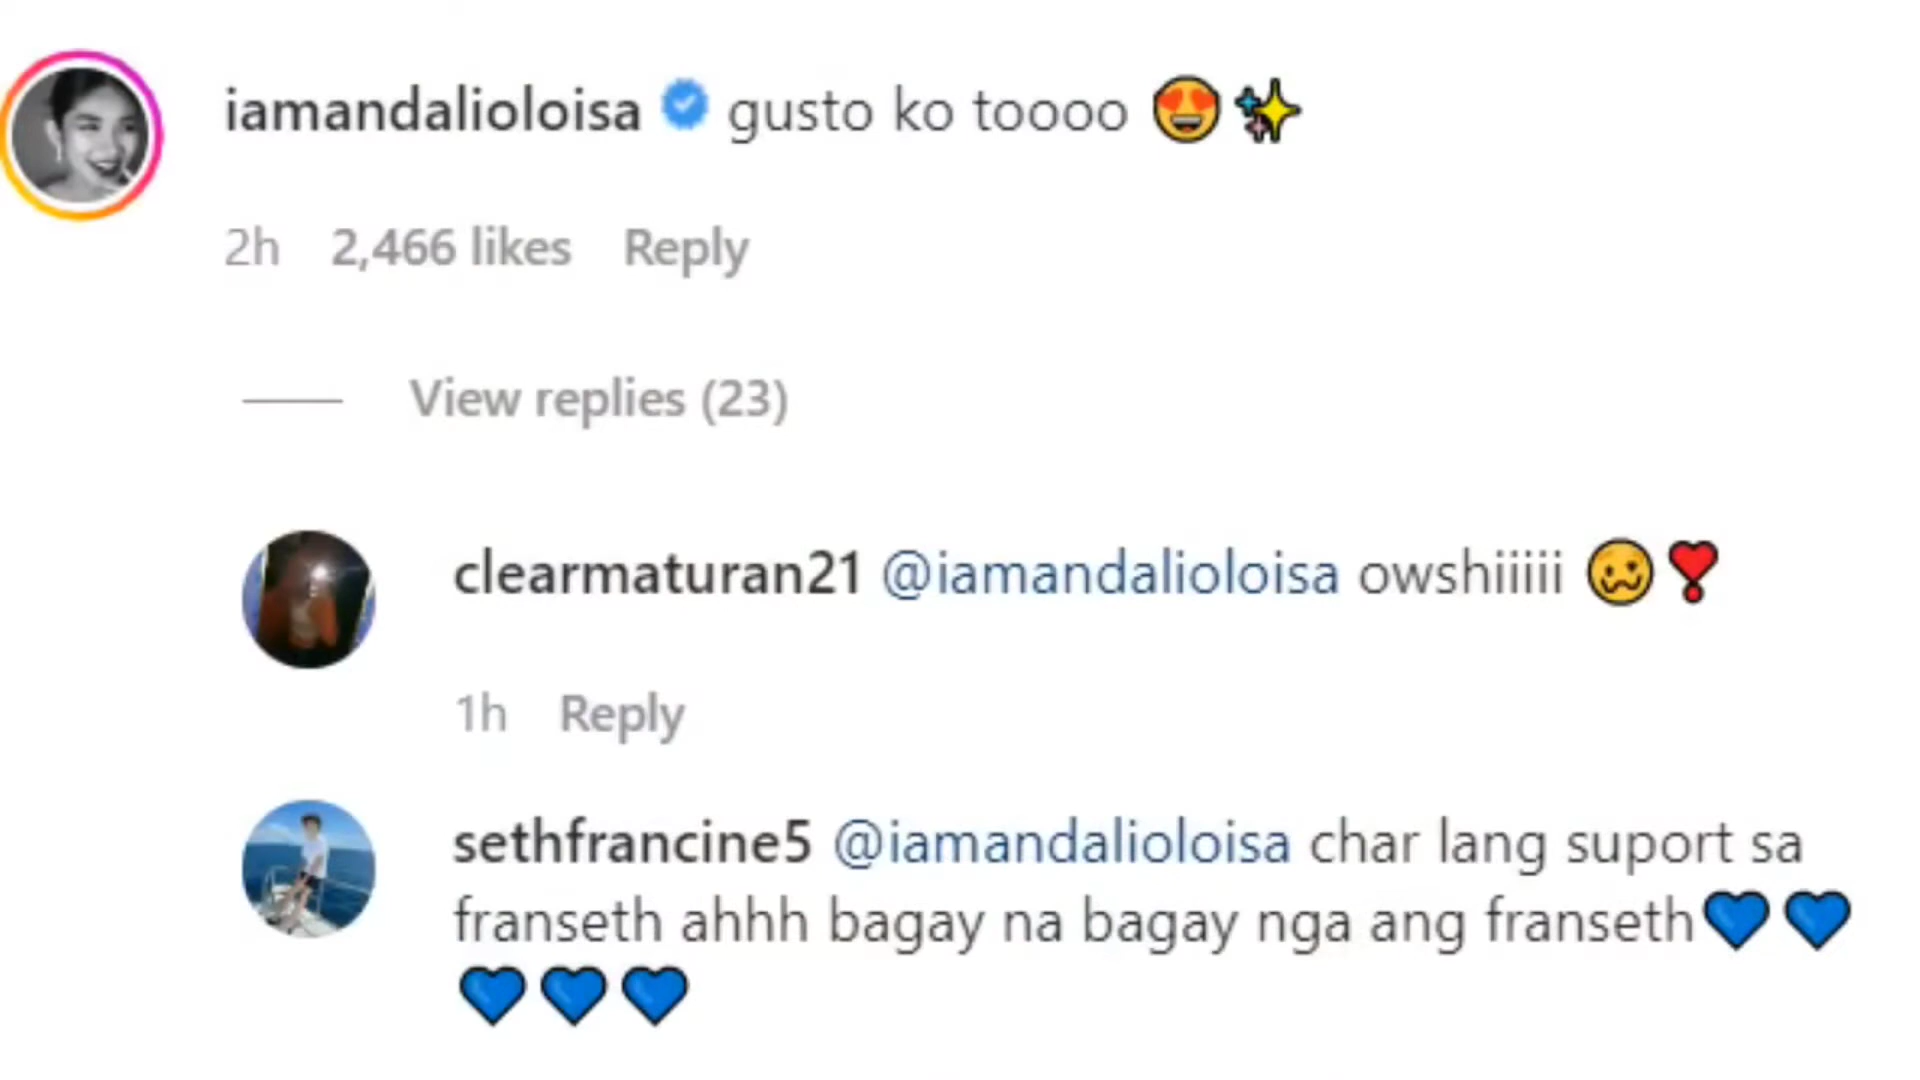 iamandalioloisa gusto ko toooo 😍✨
2h 2,466 likes Reply
View replies (23)
clearmaturan21 @iamandalioloisa owshiiiii 🥴❣️
1h Reply
sethfrancine5 @iamandalioloisa char lang suport sa
franseth ahhh bagay na bagay nga ang franseth💙💙
💙💙💙